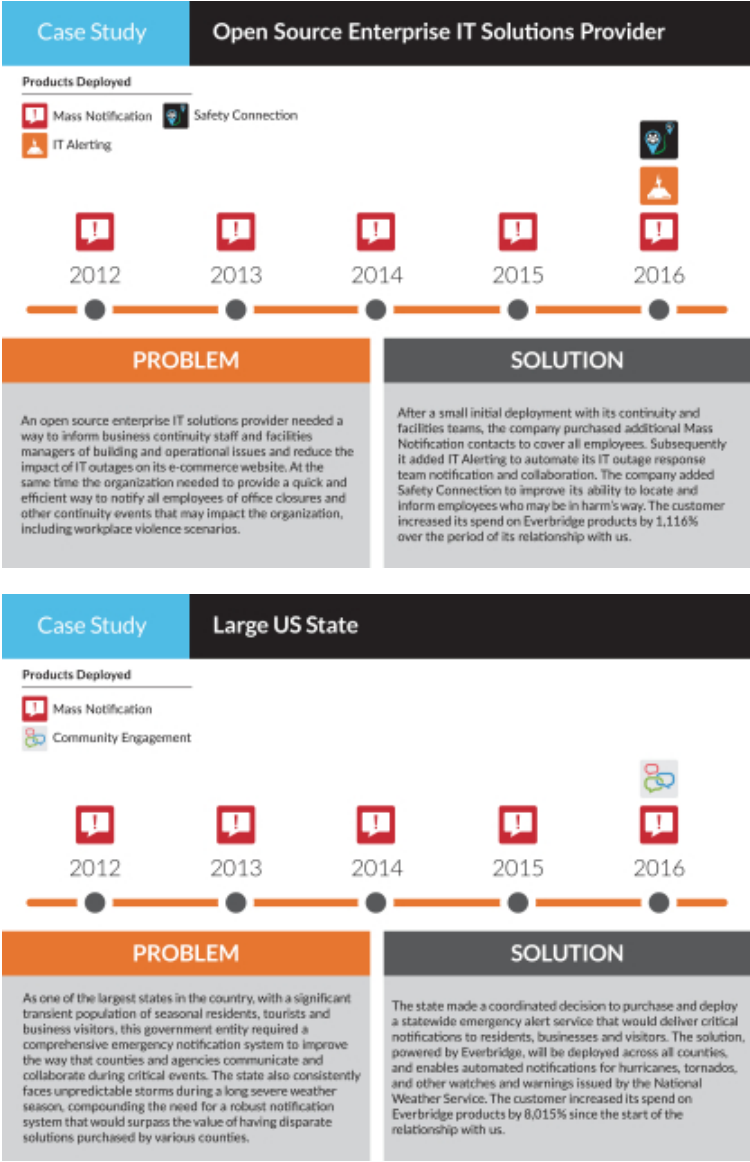 Case Study
Open Source Enterprise IT Solutions Provider
Products Deployed
Mass Notification
Safety Connection
IT Alerting
2012
2013
2014
2015
2016
PROBLEM
An open source enterprise IT solutions provider needed a
way to inform business continuity staff and facilities
managers of building and operational issues and reduce the
impact of IT outages on its e-commerce website. At the
same time the organization needed to provide a quick and
efficient way to notify all employees of office closures and
other continuity events that may impact the organization,
including workplace violence scenarios.
SOLUTION
After a small initial deployment with its continuity and
facilities teams, the company purchased additional Mass
Notification contacts to cover all employees. Subsequently
it added IT Alerting to automate its IT outage response
team notification and collaboration. The company added
Safety Connection to improve its ability to locate and
inform employees who may be in harm's way. The customer
increased its spend on Everbridge products by 1,116%
over the period of its relationship with us.
Case Study
Large US State
Products Deployed
Mass Notification
Community Engagement
2012
2013
2014
2015
2016
PROBLEM
As one of the largest states in the country, with a significant
transient population of seasonal residents, tourists and
business visitors, this government entity required a
comprehensive emergency notification system to improve
the way that counties and agencies communicate and
collaborate during critical events. The state also consistently
faces unpredictable storms during a long severe weather
season, compounding the need for a robust notification
system that would surpass the value of having disparate
solutions purchased by various counties.
SOLUTION
The state made a coordinated decision to purchase and deploy
a statewide emergency alert service that would deliver critical
notifications to residents, businesses and visitors. The solution,
powered by Everbridge, will be deployed across all counties,
and enables automated notifications for hurricanes, tornados,
and other watches and warnings issued by the National
Weather Service. The customer increased its spend on
Everbridge products by 8,015% since the start of the
relationship with us.